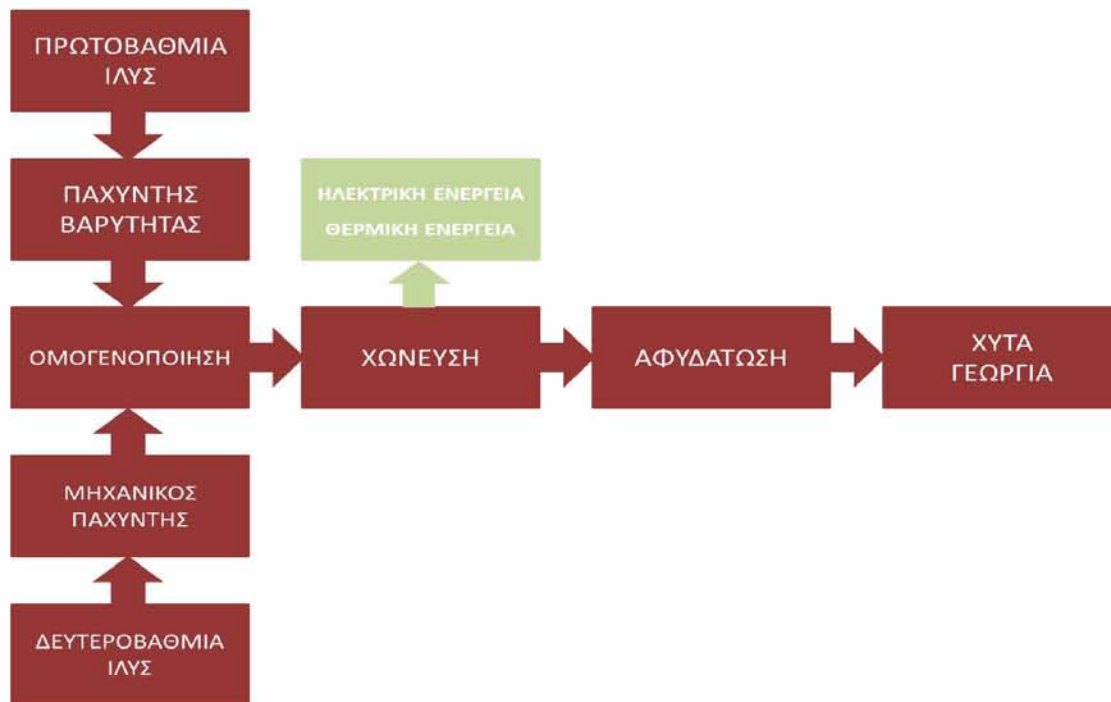 ΠΡΩΤΟΒΑΘΜΙΑ
ΙΛΥΣ
ΠΑΧΥΝΤΗΣ
ΒΑΡΥΤΗΤΑΣ
ΗΛΕΚΤΡΙΚΗ ΕΝΕΡΓΕΙΑ
ΘΕΡΜΙΚΗ ΕΝΕΡΓΕΙΑ
ΟΜΟΓΕΝΟΠΟΙΗΣΗ
ΧΩΝΕΥΣΗ
ΑΦΥΔΑΤΩΣΗ
ΧΥΤΑ
ΓΕΩΡΓΙΑ
ΜΗΧΑΝΙΚΟΣ
ΠΑΧΥΝΤΗΣ
ΔΕΥΤΕΡΟΒΑΘΜΙΑ
ΙΛΥΣ